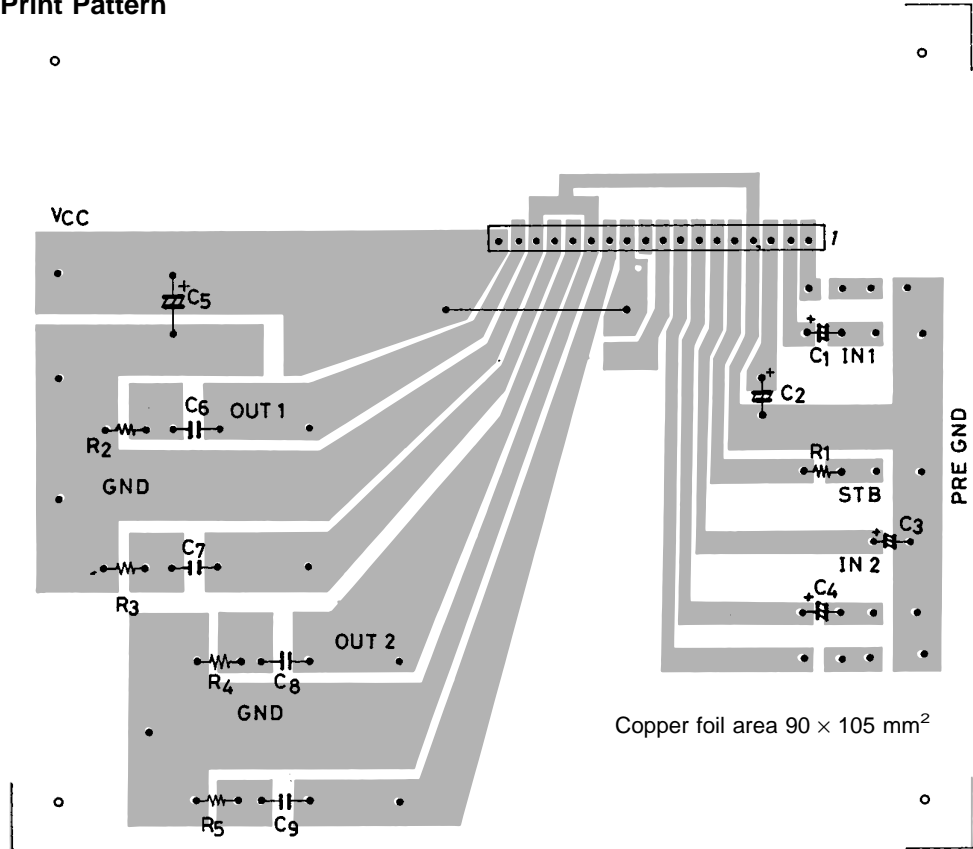 Print Pattern
VCC
1
+ C5
+
C1 IN1
+
C2
C6 OUT 1
R2
R1
STB
GND
PRE GND
+ C3
IN 2
C7
R3
+ C4
OUT 2
R4 C8
GND
Copper foil area 90 × 105 mm²
R5 C9